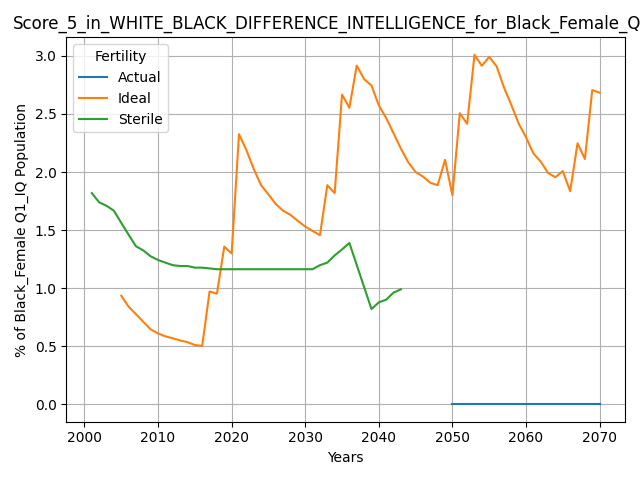 Score_5_in_WHITE_BLACK_DIFFERENCE_INTELLIGENCE_for_Black_Female_Q
Fertility
Actual
Ideal
Sterile
% of Black_Female Q1_IQ Population
3.0
2.5
2.0
1.5
1.0
0.5
0.0
2000 2010 2020 2030 2040 2050 2060 2070
Years